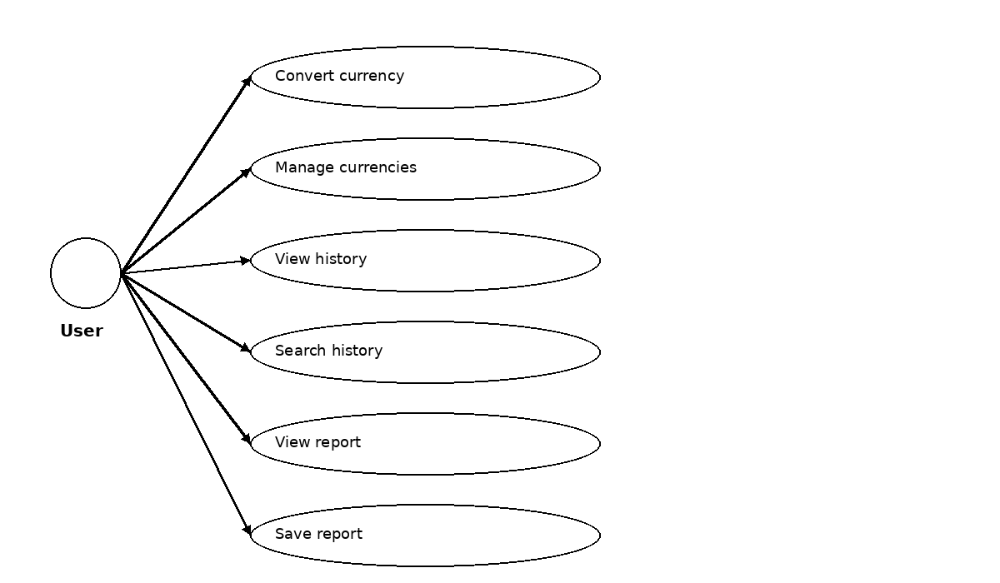 Convert currency
Manage currencies
View history
User
Search history
View report
Save report